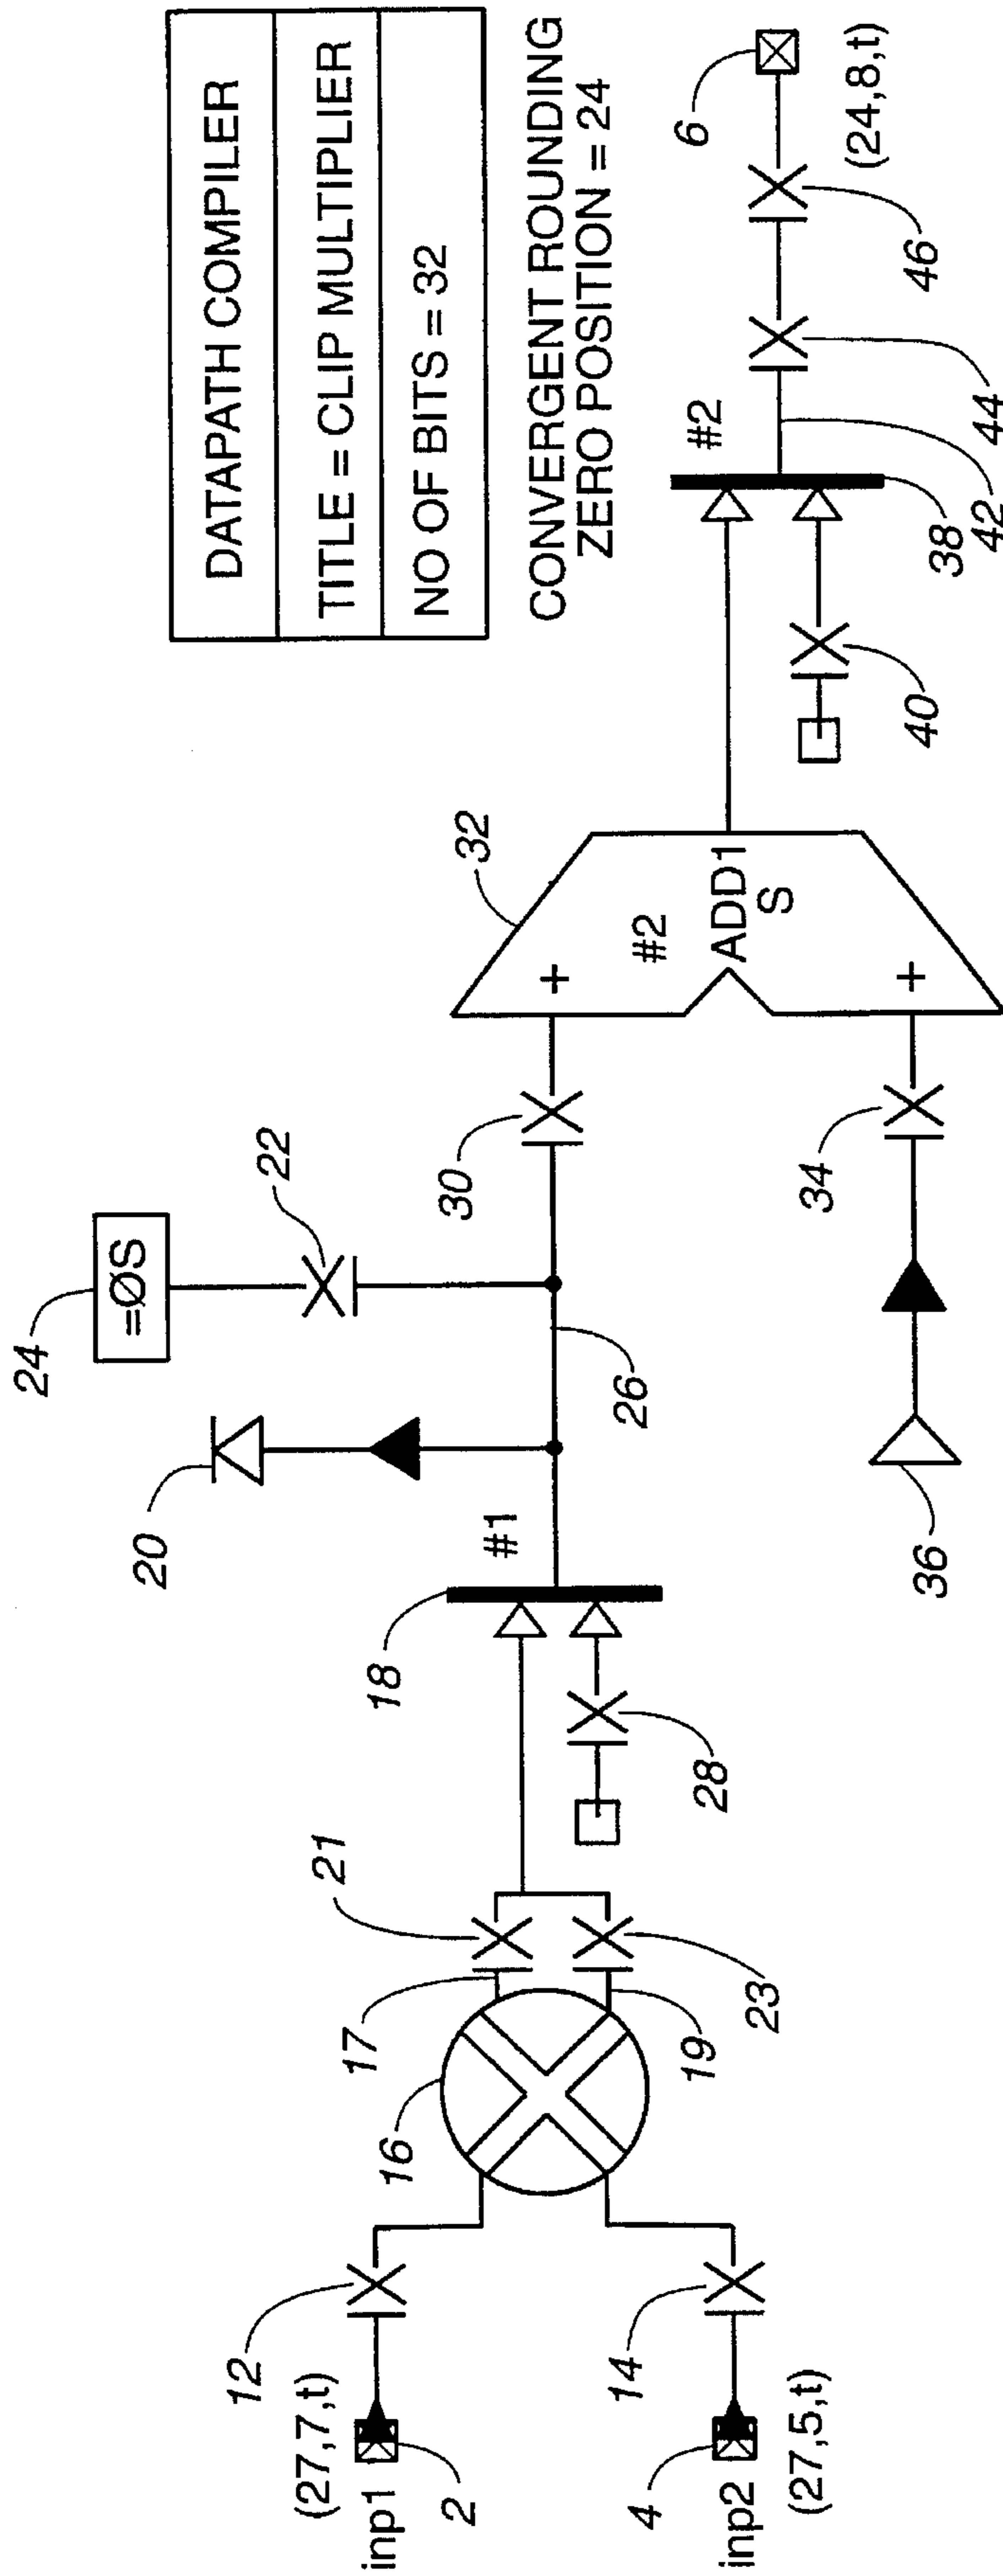 DATAPATH COMPILER
TITLE = CLIP MULTIPLIER
NO OF BITS = 32
CONVERGENT ROUNDING
ZERO POSITION = 24
24
=ØS
22
20
26
#1
18
28
21
17
16
19
23
12
(27,7,t)
inp1
2
14
4
inp2
(27,5,t)
30
32
+
#2
ADD1
S
+
34
36
38
#2
40
42
44
46
6
(24,8,t)